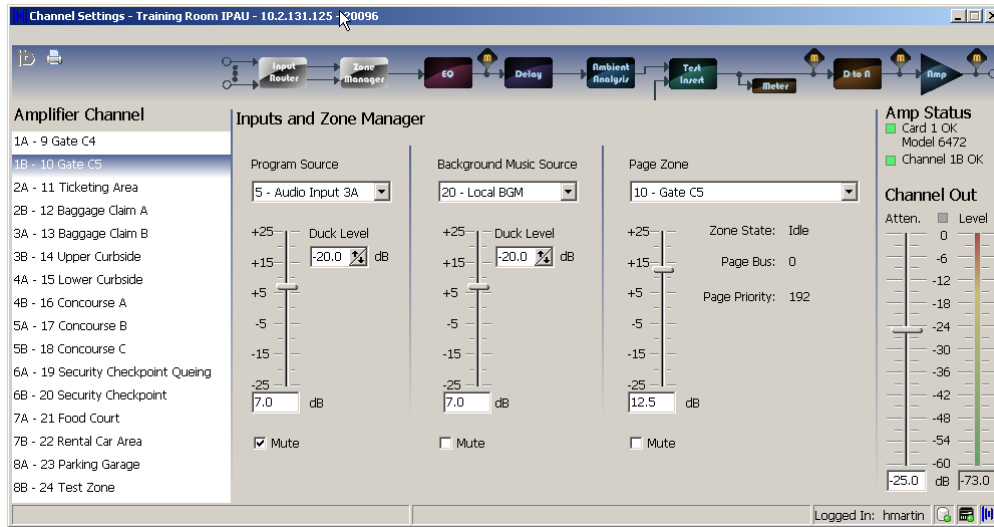 Channel Settings - Training Room IPAU - 10.2.131.125 - 20096
Input Router
Zone Manager
EQ
m
Delay
Ambient Analysis
Test Insert
Meter
m
D to A
m
Amp
m
Amplifier Channel
1A - 9 Gate C4
1B - 10 Gate C5
2A - 11 Ticketing Area
2B - 12 Baggage Claim A
3A - 13 Baggage Claim B
3B - 14 Upper Curbside
4A - 15 Lower Curbside
4B - 16 Concourse A
5A - 17 Concourse B
5B - 18 Concourse C
6A - 19 Security Checkpoint Queing
6B - 20 Security Checkpoint
7A - 21 Food Court
7B - 22 Rental Car Area
8A - 23 Parking Garage
8B - 24 Test Zone
Inputs and Zone Manager
Program Source
5 - Audio Input 3A
+25
+15
+5
-5
-15
-25
Duck Level
-20.0 dB
7.0 dB
Mute
Background Music Source
20 - Local BGM
+25
+15
+5
-5
-15
-25
Duck Level
-20.0 dB
7.0 dB
Mute
Page Zone
10 - Gate C5
+25
+15
+5
-5
-15
-25
Zone State: Idle
Page Bus: 0
Page Priority: 192
12.5 dB
Mute
Amp Status
Card 1 OK
Model 6472
Channel 1B OK
Channel Out
Atten. Level
0
-6
-12
-18
-24
-30
-36
-42
-48
-54
-60
-25.0 dB -73.0
Logged In: hmartin